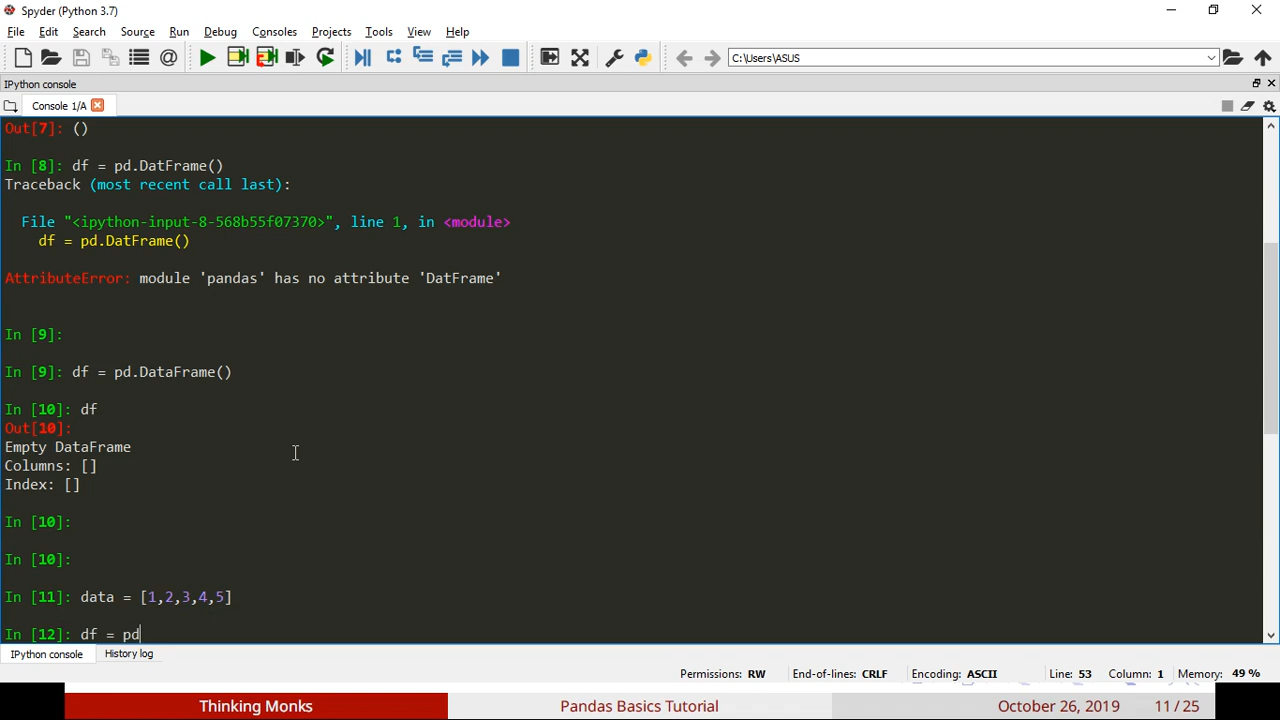 Spyder (Python 3.7)
File Edit Search Source Run Debug Consoles Projects Tools View Help
C:\Users\ASUS
IPython console
Console 1/A
Out[7]: ()
In [8]: df = pd.DatFrame()
Traceback (most recent call last):
File "<ipython-input-8-568b55f07370>", line 1, in <module>
df = pd.DatFrame()
AttributeError: module 'pandas' has no attribute 'DatFrame'
In [9]:
In [9]: df = pd.DataFrame()
In [10]: df
Out[10]:
Empty DataFrame
Columns: []
Index: []
In [10]:
In [10]:
In [11]: data = [1,2,3,4,5]
In [12]: df = pd
IPython console History log
Permissions: RW End-of-lines: CRLF Encoding: ASCII Line: 53 Column: 1 Memory: 49 %
Thinking Monks Pandas Basics Tutorial October 26, 2019 11 / 25